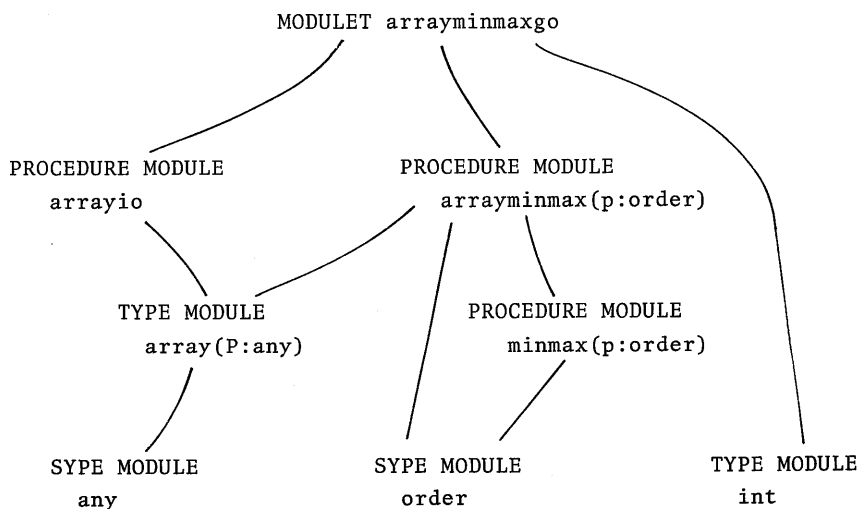 MODULET arrayminmaxgo
PROCEDURE MODULE
arrayio
PROCEDURE MODULE
arrayminmax(p:order)
TYPE MODULE
array(P:any)
PROCEDURE MODULE
minmax(p:order)
SYPE MODULE
any
SYPE MODULE
order
TYPE MODULE
int